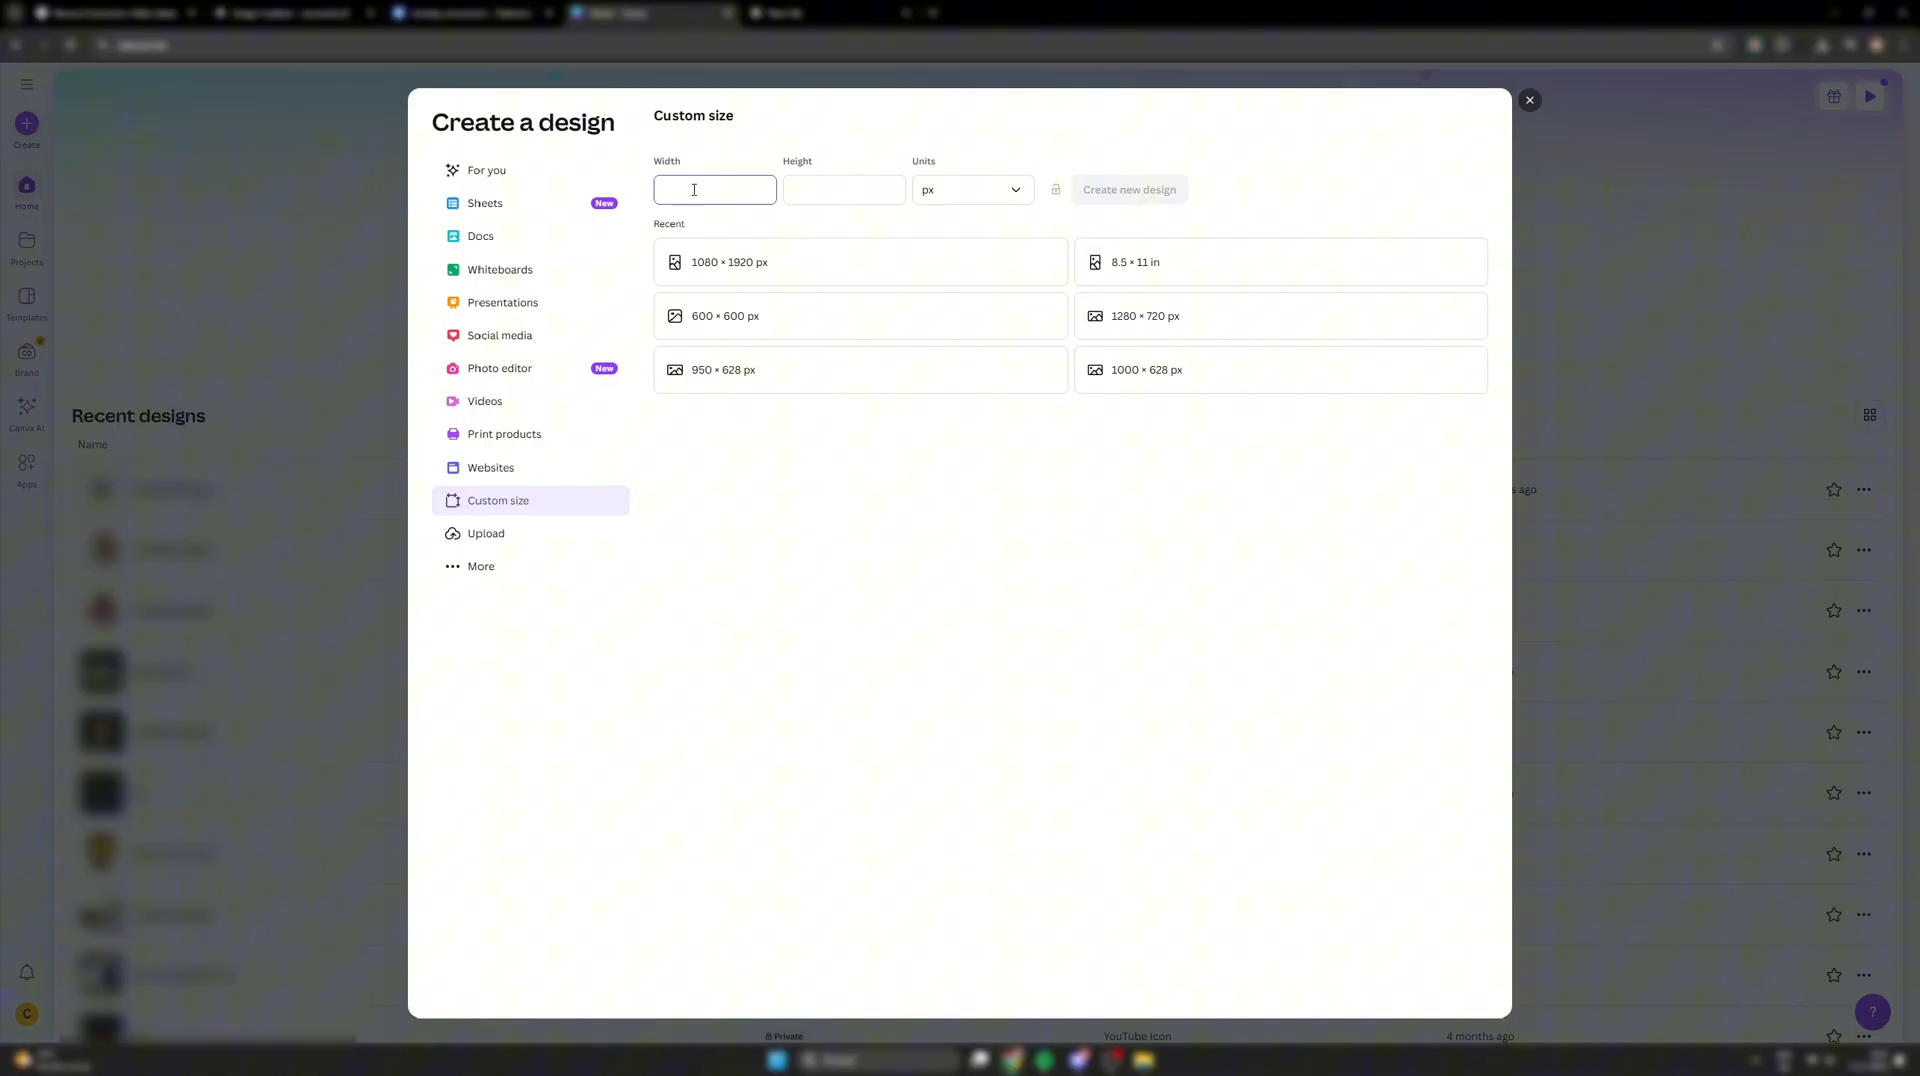 Create
Home
Projects
Templates
Brand
Canva AI
Apps
Recent designs
Name
Create a design
For you
Sheets
New
Docs
Whiteboards
Presentations
Social media
Photo editor
New
Videos
Print products
Websites
Custom size
Upload
More
Custom size
Width
Height
Units
px
Create new design
Recent
1080 × 1920 px
8.5 × 11 in
600 × 600 px
1280 × 720 px
950 × 628 px
1000 × 628 px
s ago
C
Private
YouTube Icon
4 months ago
?